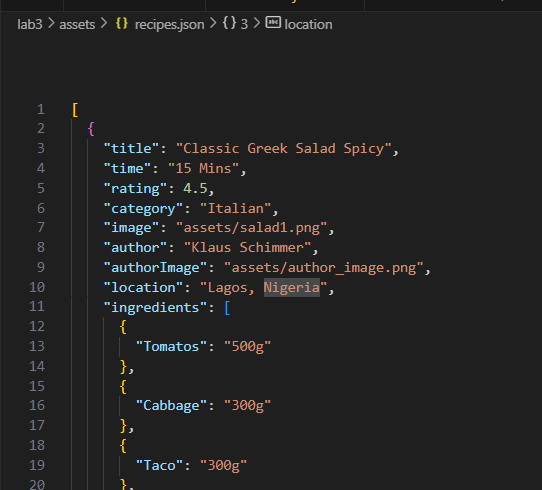 lab3 > assets > {} recipes.json > {} 3 > location
1 [
2 {
3 "title": "Classic Greek Salad Spicy",
4 "time": "15 Mins",
5 "rating": 4.5,
6 "category": "Italian",
7 "image": "assets/salad1.png",
8 "author": "Klaus Schimmer",
9 "authorImage": "assets/author_image.png",
10 "location": "Lagos, Nigeria",
11 "ingredients": [
12 {
13 "Tomatos": "500g"
14 },
15 {
16 "Cabbage": "300g"
17 },
18 {
19 "Taco": "300g"
20 },